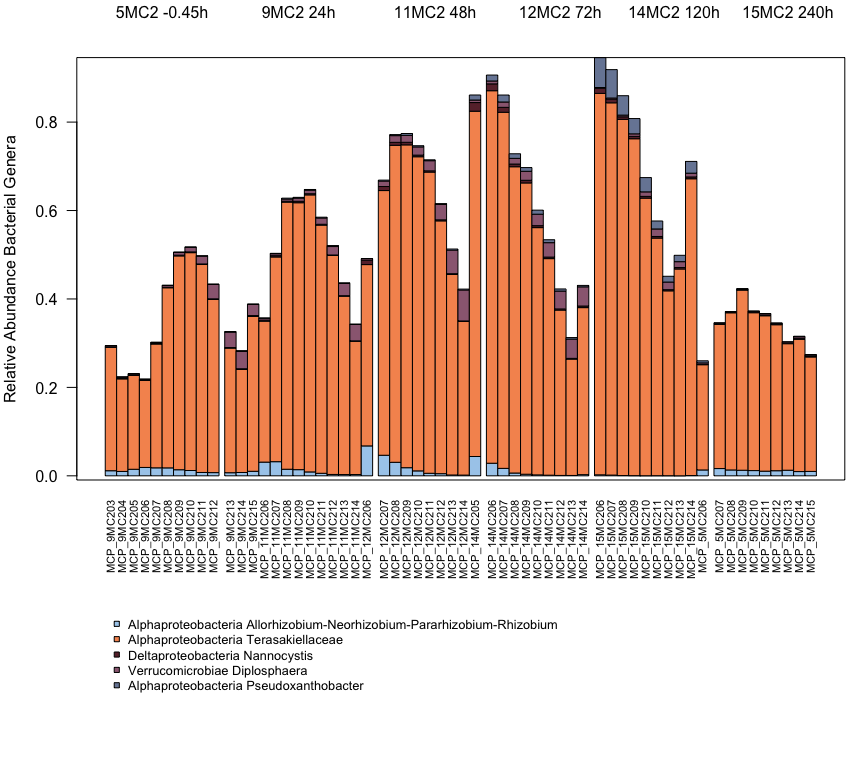 5MC2 -0.45h 9MC2 24h 11MC2 48h 12MC2 72h 14MC2 120h 15MC2 240h
Relative Abundance Bacterial Genera
0.8
0.6
0.4
0.2
0.0
MCP_9MC203
MCP_9MC204
MCP_9MC205
MCP_9MC206
MCP_9MC207
MCP_9MC208
MCP_9MC209
MCP_9MC210
MCP_9MC211
MCP_9MC212
MCP_9MC213
MCP_9MC214
MCP_9MC215
MCP_11MC206
MCP_11MC207
MCP_11MC208
MCP_11MC209
MCP_11MC210
MCP_11MC211
MCP_11MC212
MCP_11MC213
MCP_11MC214
MCP_12MC206
MCP_12MC207
MCP_12MC208
MCP_12MC209
MCP_12MC210
MCP_12MC211
MCP_12MC212
MCP_12MC213
MCP_12MC214
MCP_14MC205
MCP_14MC206
MCP_14MC207
MCP_14MC208
MCP_14MC209
MCP_14MC210
MCP_14MC211
MCP_14MC212
MCP_14MC213
MCP_14MC214
MCP_15MC206
MCP_15MC207
MCP_15MC208
MCP_15MC209
MCP_15MC210
MCP_15MC211
MCP_15MC212
MCP_15MC213
MCP_15MC214
MCP_5MC206
MCP_5MC207
MCP_5MC208
MCP_5MC209
MCP_5MC210
MCP_5MC211
MCP_5MC212
MCP_5MC213
MCP_5MC214
MCP_5MC215
Alphaproteobacteria Allorhizobium-Neorhizobium-Pararhizobium-Rhizobium
Alphaproteobacteria Terasakiellaceae
Deltaproteobacteria Nannocystis
Verrucomicrobiae Diplosphaera
Alphaproteobacteria Pseudoxanthobacter